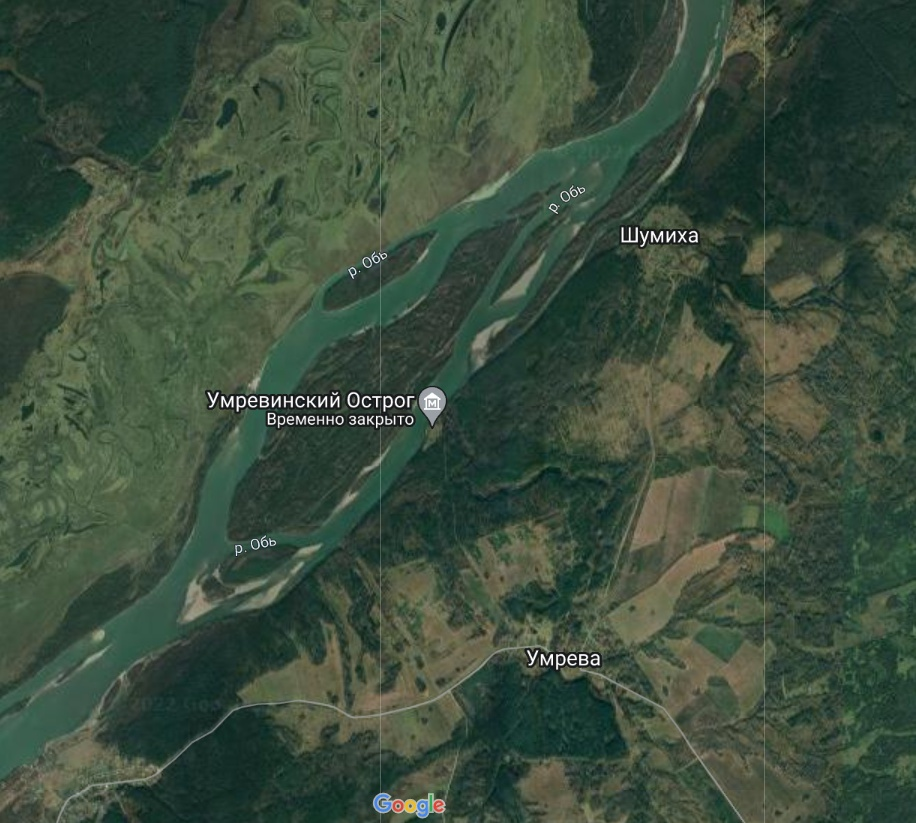 р. Обь
Шумиха
р. Обь
Умревинский Острог
Временно закрыто
р. Обь
Умрева
Google